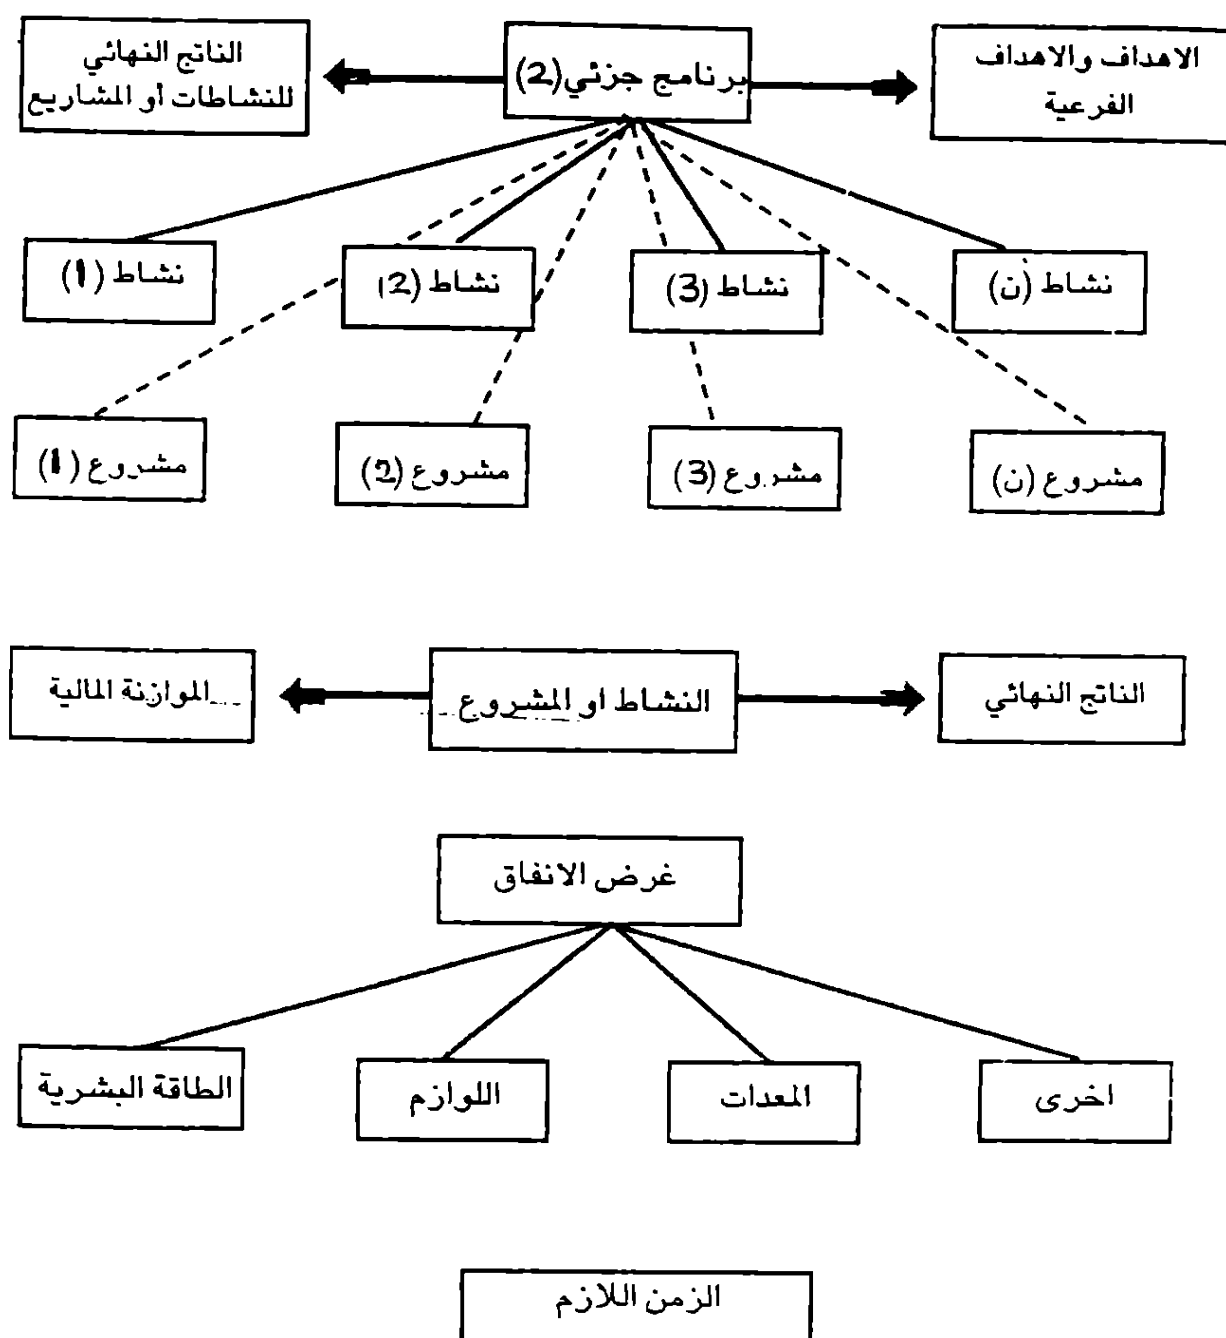 الاهداف والاهداف
الفرعية
برنامج جزئي (2)
الناتج النهائي
للنشاطات أو المشاريع
نشاط (ن)
نشاط (3)
نشاط (2)
نشاط (1)
مشروع (ن)
مشروع (3)
مشروع (2)
مشروع (1)
الناتج النهائي
النشاط او المشروع
الموازنة المالية
غرض الانفاق
اخرى
المعدات
اللوازم
الطاقة البشرية
الزمن اللازم